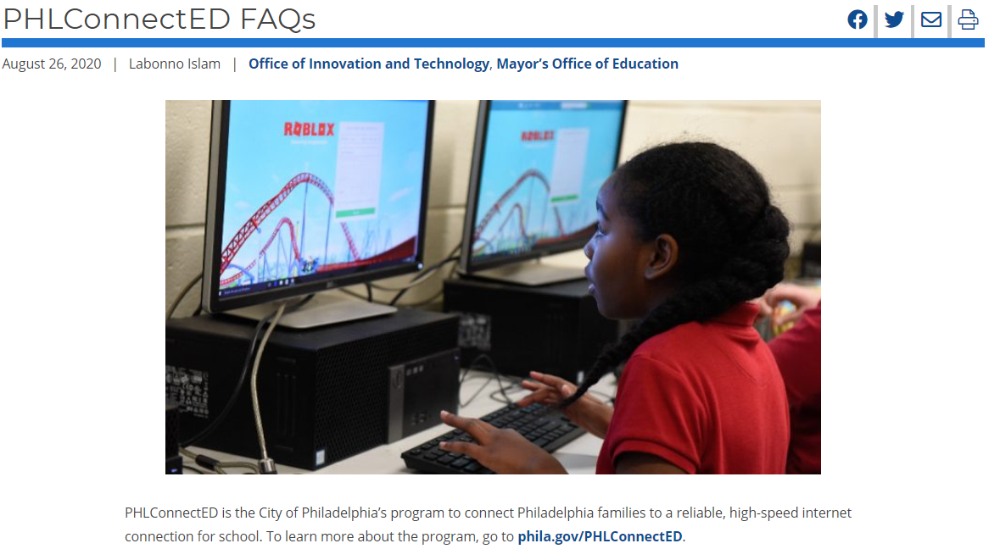 PHLConnectED FAQs
August 26, 2020 | Labonno Islam | Office of Innovation and Technology, Mayor's Office of Education
ROBLOX
ROBLOX
PHLConnectED is the City of Philadelphia's program to connect Philadelphia families to a reliable, high-speed internet
connection for school. To learn more about the program, go to phila.gov/PHLConnectED.